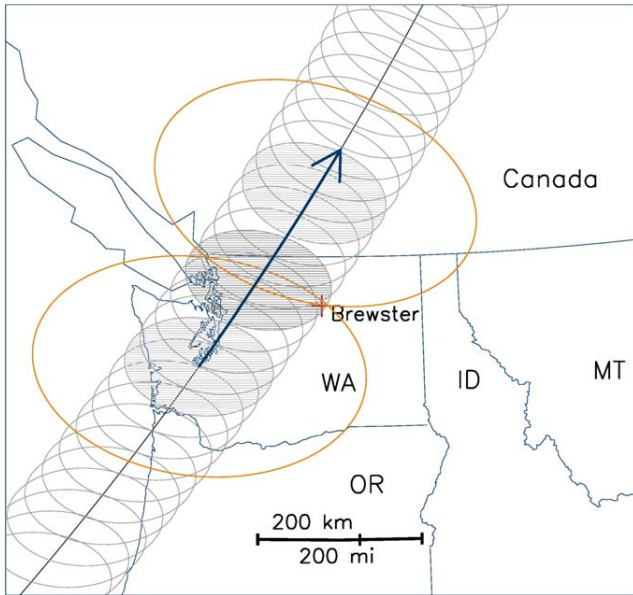 Canada
Brewster
WA
ID
MT
OR
200 km
200 mi